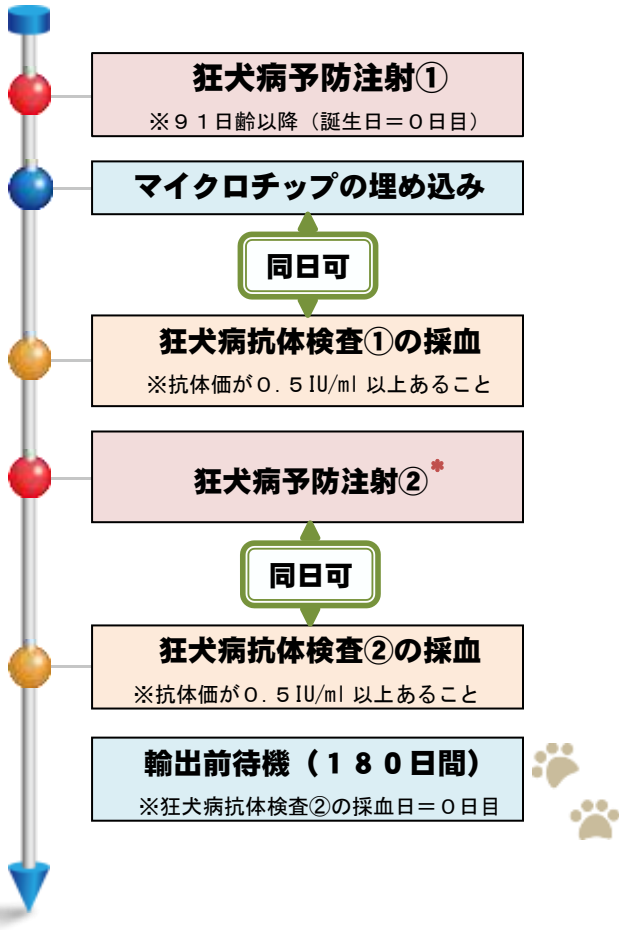 狂犬病予防注射①
※９１日齢以降（誕生日＝０日目）
マイクロチップの埋め込み
同日可
狂犬病抗体検査①の採血
※抗体価が０.５IU/ml 以上あること
狂犬病予防注射②*
同日可
狂犬病抗体検査②の採血
※抗体価が０.５IU/ml 以上あること
輸出前待機（１８０日間）
※狂犬病抗体検査②の採血日＝０日目